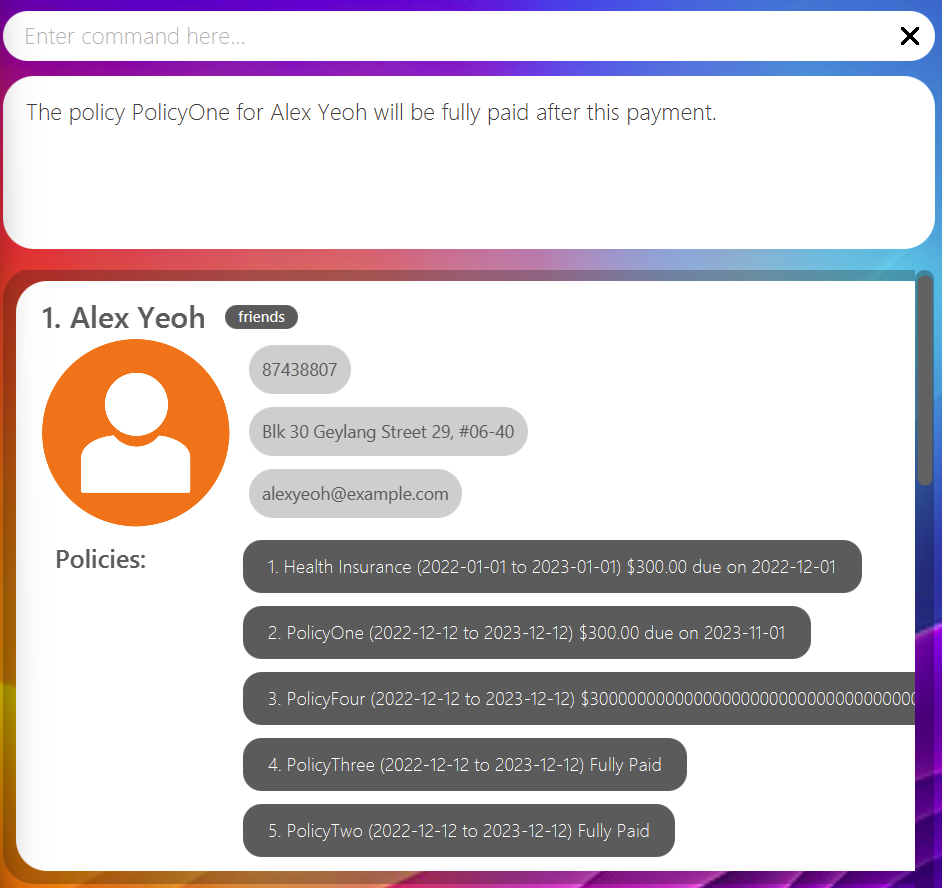 Enter command here...
The policy PolicyOne for Alex Yeoh will be fully paid after this payment.
1. Alex Yeoh friends
87438807
Blk 30 Geylang Street 29, #06-40
alexyeoh@example.com
Policies:
1. Health Insurance (2022-01-01 to 2023-01-01) $300.00 due on 2022-12-01
2. PolicyOne (2022-12-12 to 2023-12-12) $300.00 due on 2023-11-01
3. PolicyFour (2022-12-12 to 2023-12-12)
4. PolicyThree (2022-12-12 to 2023-12-12) Fully Paid
5. PolicyTwo (2022-12-12 to 2023-12-12) Fully Paid